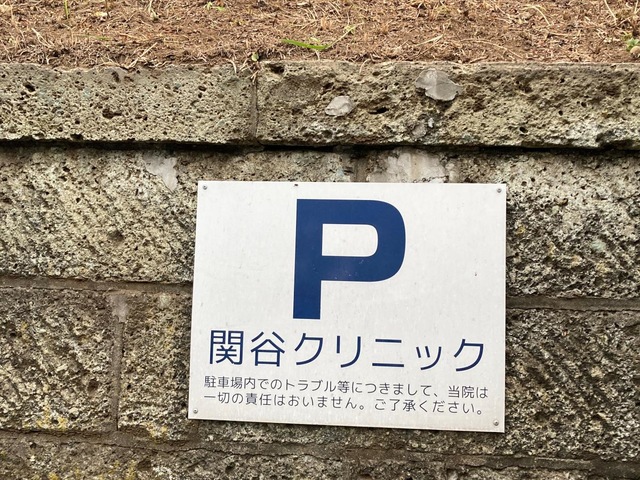 P
関谷クリニック
駐車場内でのトラブル等につきまして、当院は
一切の責任はおいません。ご了承ください。